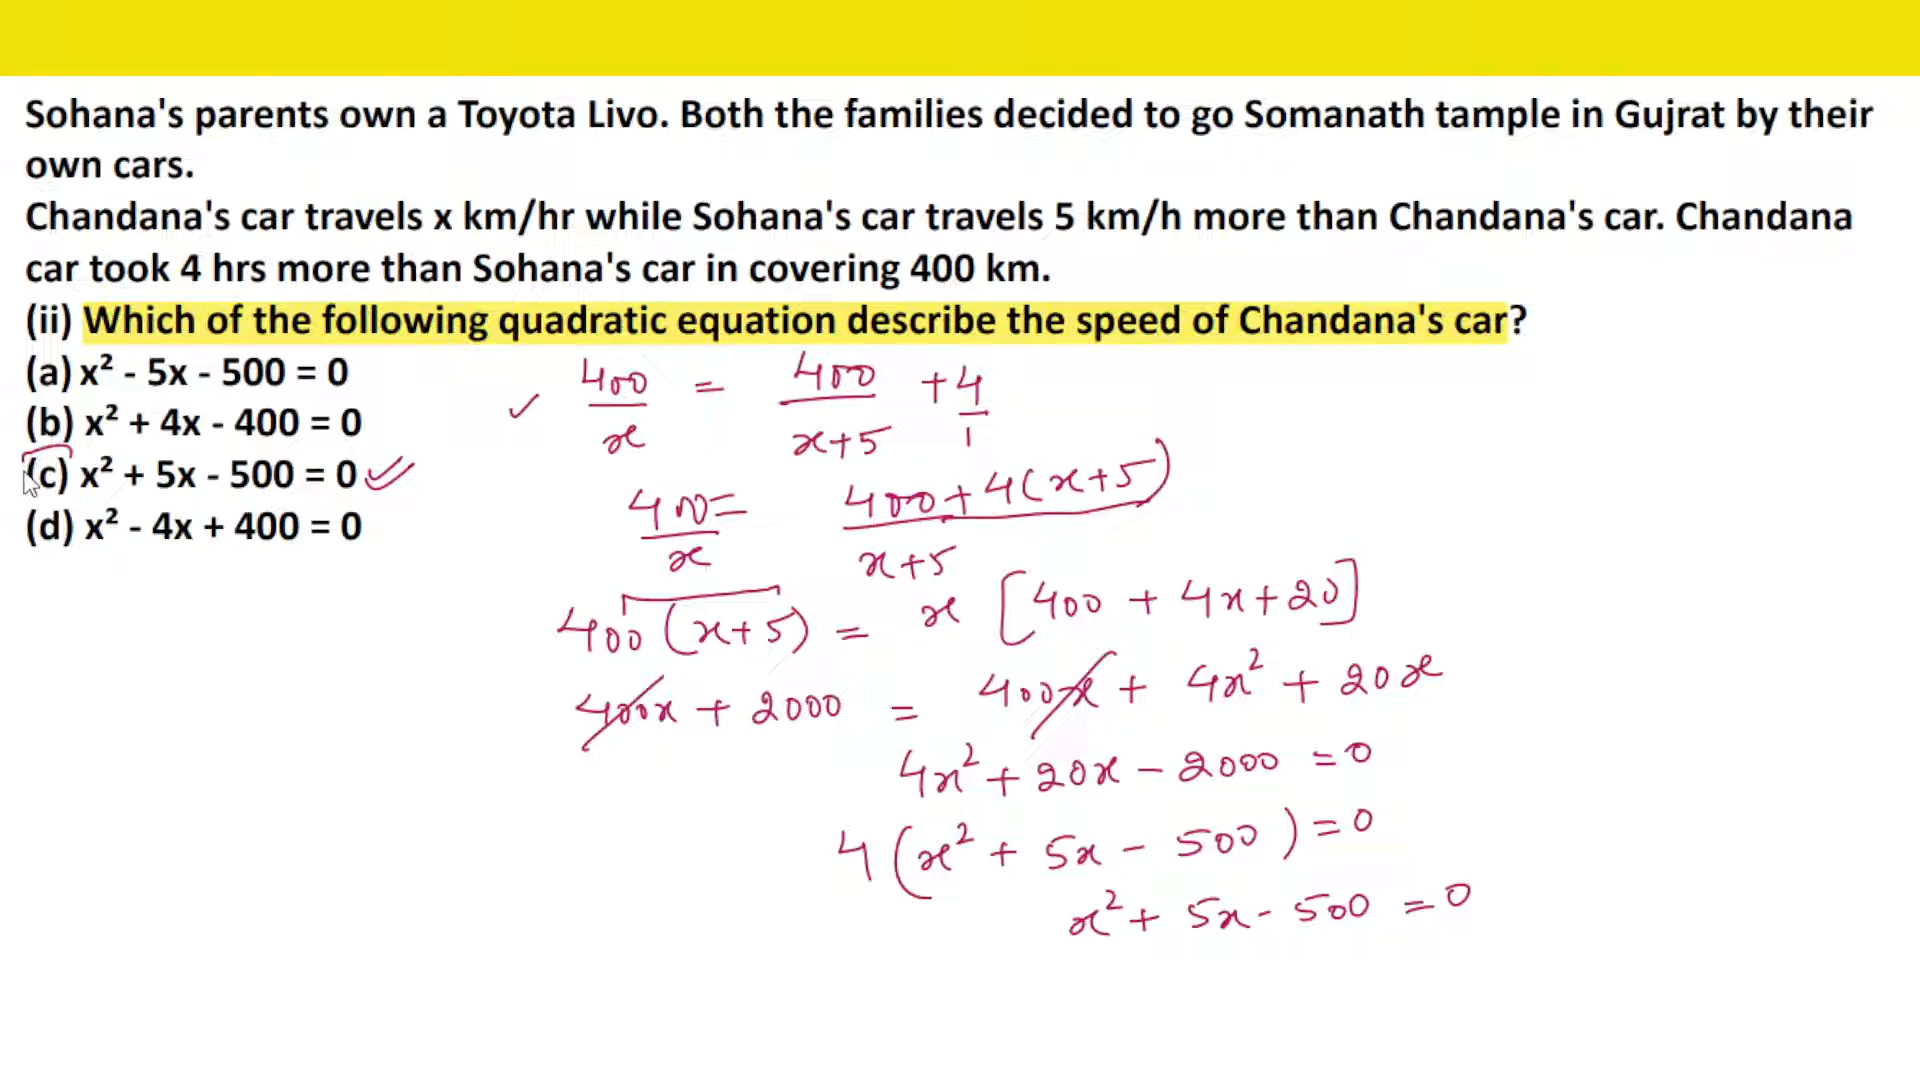 Sohana's parents own a Toyota Livo. Both the families decided to go Somanath tample in Gujrat by their
own cars.
Chandana's car travels x km/hr while Sohana's car travels 5 km/h more than Chandana's car. Chandana
car took 4 hrs more than Sohana's car in covering 400 km.
(ii) Which of the following quadratic equation describe the speed of Chandana's car?
(a) x² - 5x - 500 = 0
(b) x² + 4x - 400 = 0
(c) x² + 5x - 500 = 0
(d) x² - 4x + 400 = 0
400/x = 400/(x+5) + 4/1
400/x = (400+4(x+5))/(x+5)
400(x+5) = x[400 + 4x+20]
400x + 2000 = 400x + 4x² + 20x
4x² + 20x - 2000 = 0
4(x² + 5x - 500) = 0
x² + 5x - 500 = 0